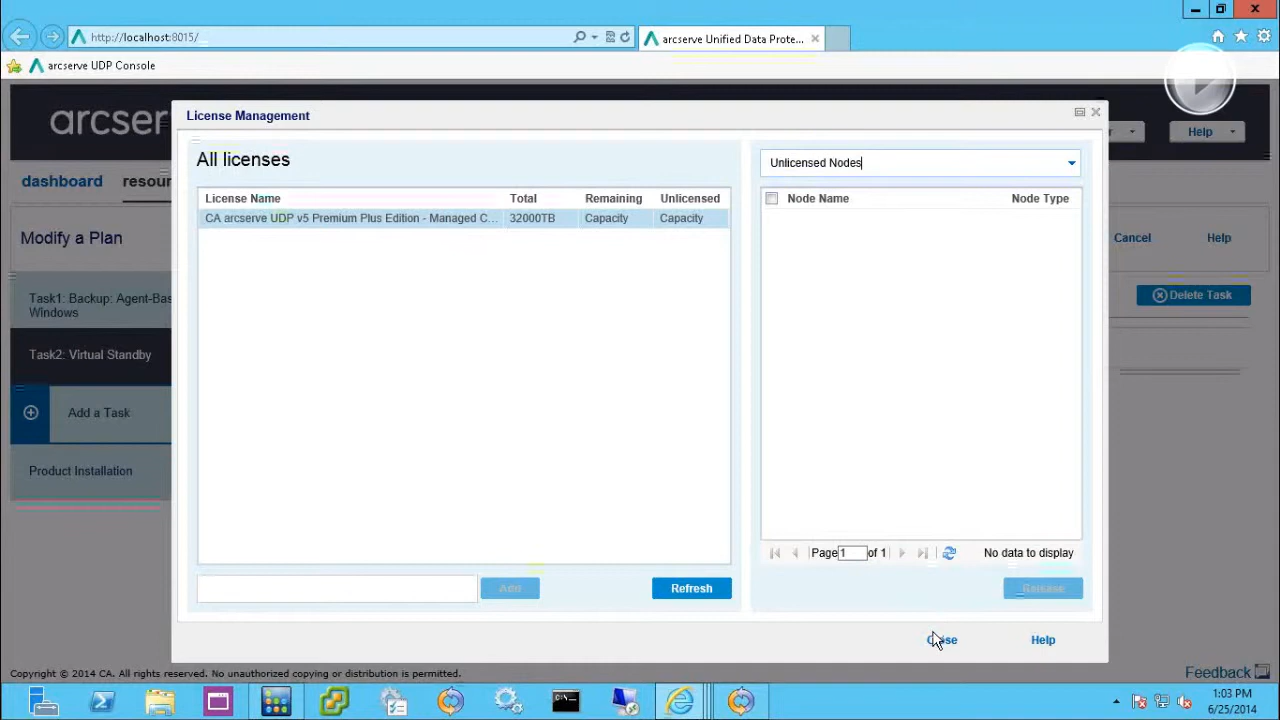 http://localhost:8015/
arcserve Unified Data Prote...
arcserve UDP Console
arcserv
Help
License Management
All licenses
Unlicensed Nodes
dashboard
resour
License Name Total Remaining Unlicensed
CA arcserve UDP v5 Premium Plus Edition - Managed C... 32000TB Capacity Capacity
Node Name Node Type
Modify a Plan
Cancel Help
Task1: Backup: Agent-Bas
Windows
Delete Task
Task2: Virtual Standby
Add a Task
Product Installation
Page 1 of 1 No data to display
Add Refresh
Release
Close Help
Copyright © 2014 CA. All rights reserved. No unauthorized copying or distribution is permitted.
Feedback
1:03 PM
6/25/2014